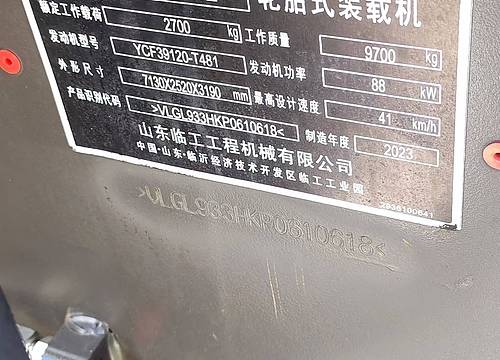 轮胎式装载机
额定工作载荷 2700 kg 工作质量 9700 kg
发动机型号 YCF39120-T481 发动机功率 88 kW
外形尺寸 7130X2520X3190 mm 最高设计速度 41 km/h
产品识别代码 >VLGL933HKP0610618< 制造年度 2023
山东临工工程机械有限公司
中国·山东·临沂经济技术开发区临工工业园
2936100641
>VLGL933HKP0610618<